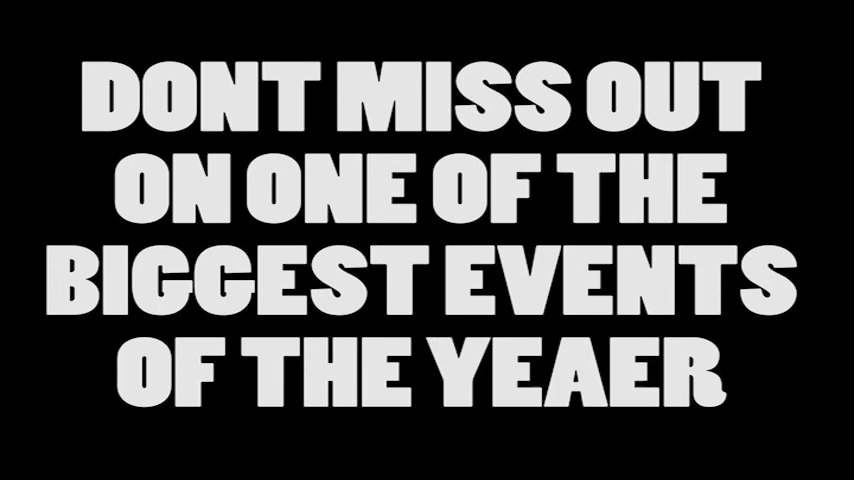 DONT MISS OUT
ON ONE OF THE
BIGGEST EVENTS
OF THE YEAER